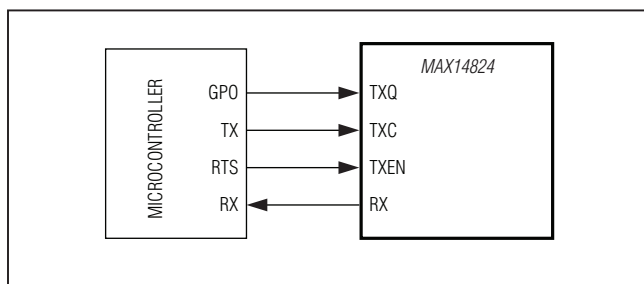 MAX14824
MICROCONTROLLER
GPO TXQ
TX TXC
RTS TXEN
RX RX